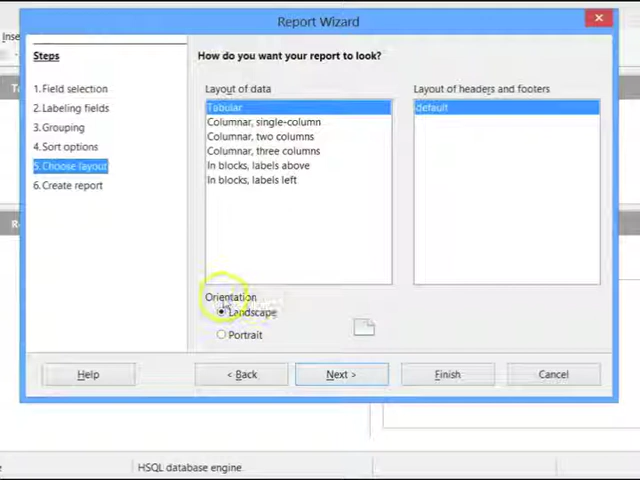 Report Wizard
Inse
Steps
1.Field selection
2.Labeling fields
3.Grouping
4.Sort options
5.Choose layout
6.Create report
How do you want your report to look?
Layout of data
Tabular
Columnar, single-column
Columnar, two columns
Columnar, three columns
In blocks, labels above
In blocks, labels left
Layout of headers and footers
default
Orientation
Landscape
Portrait
Help
< Back
Next >
Finish
Cancel
HSQL database engine